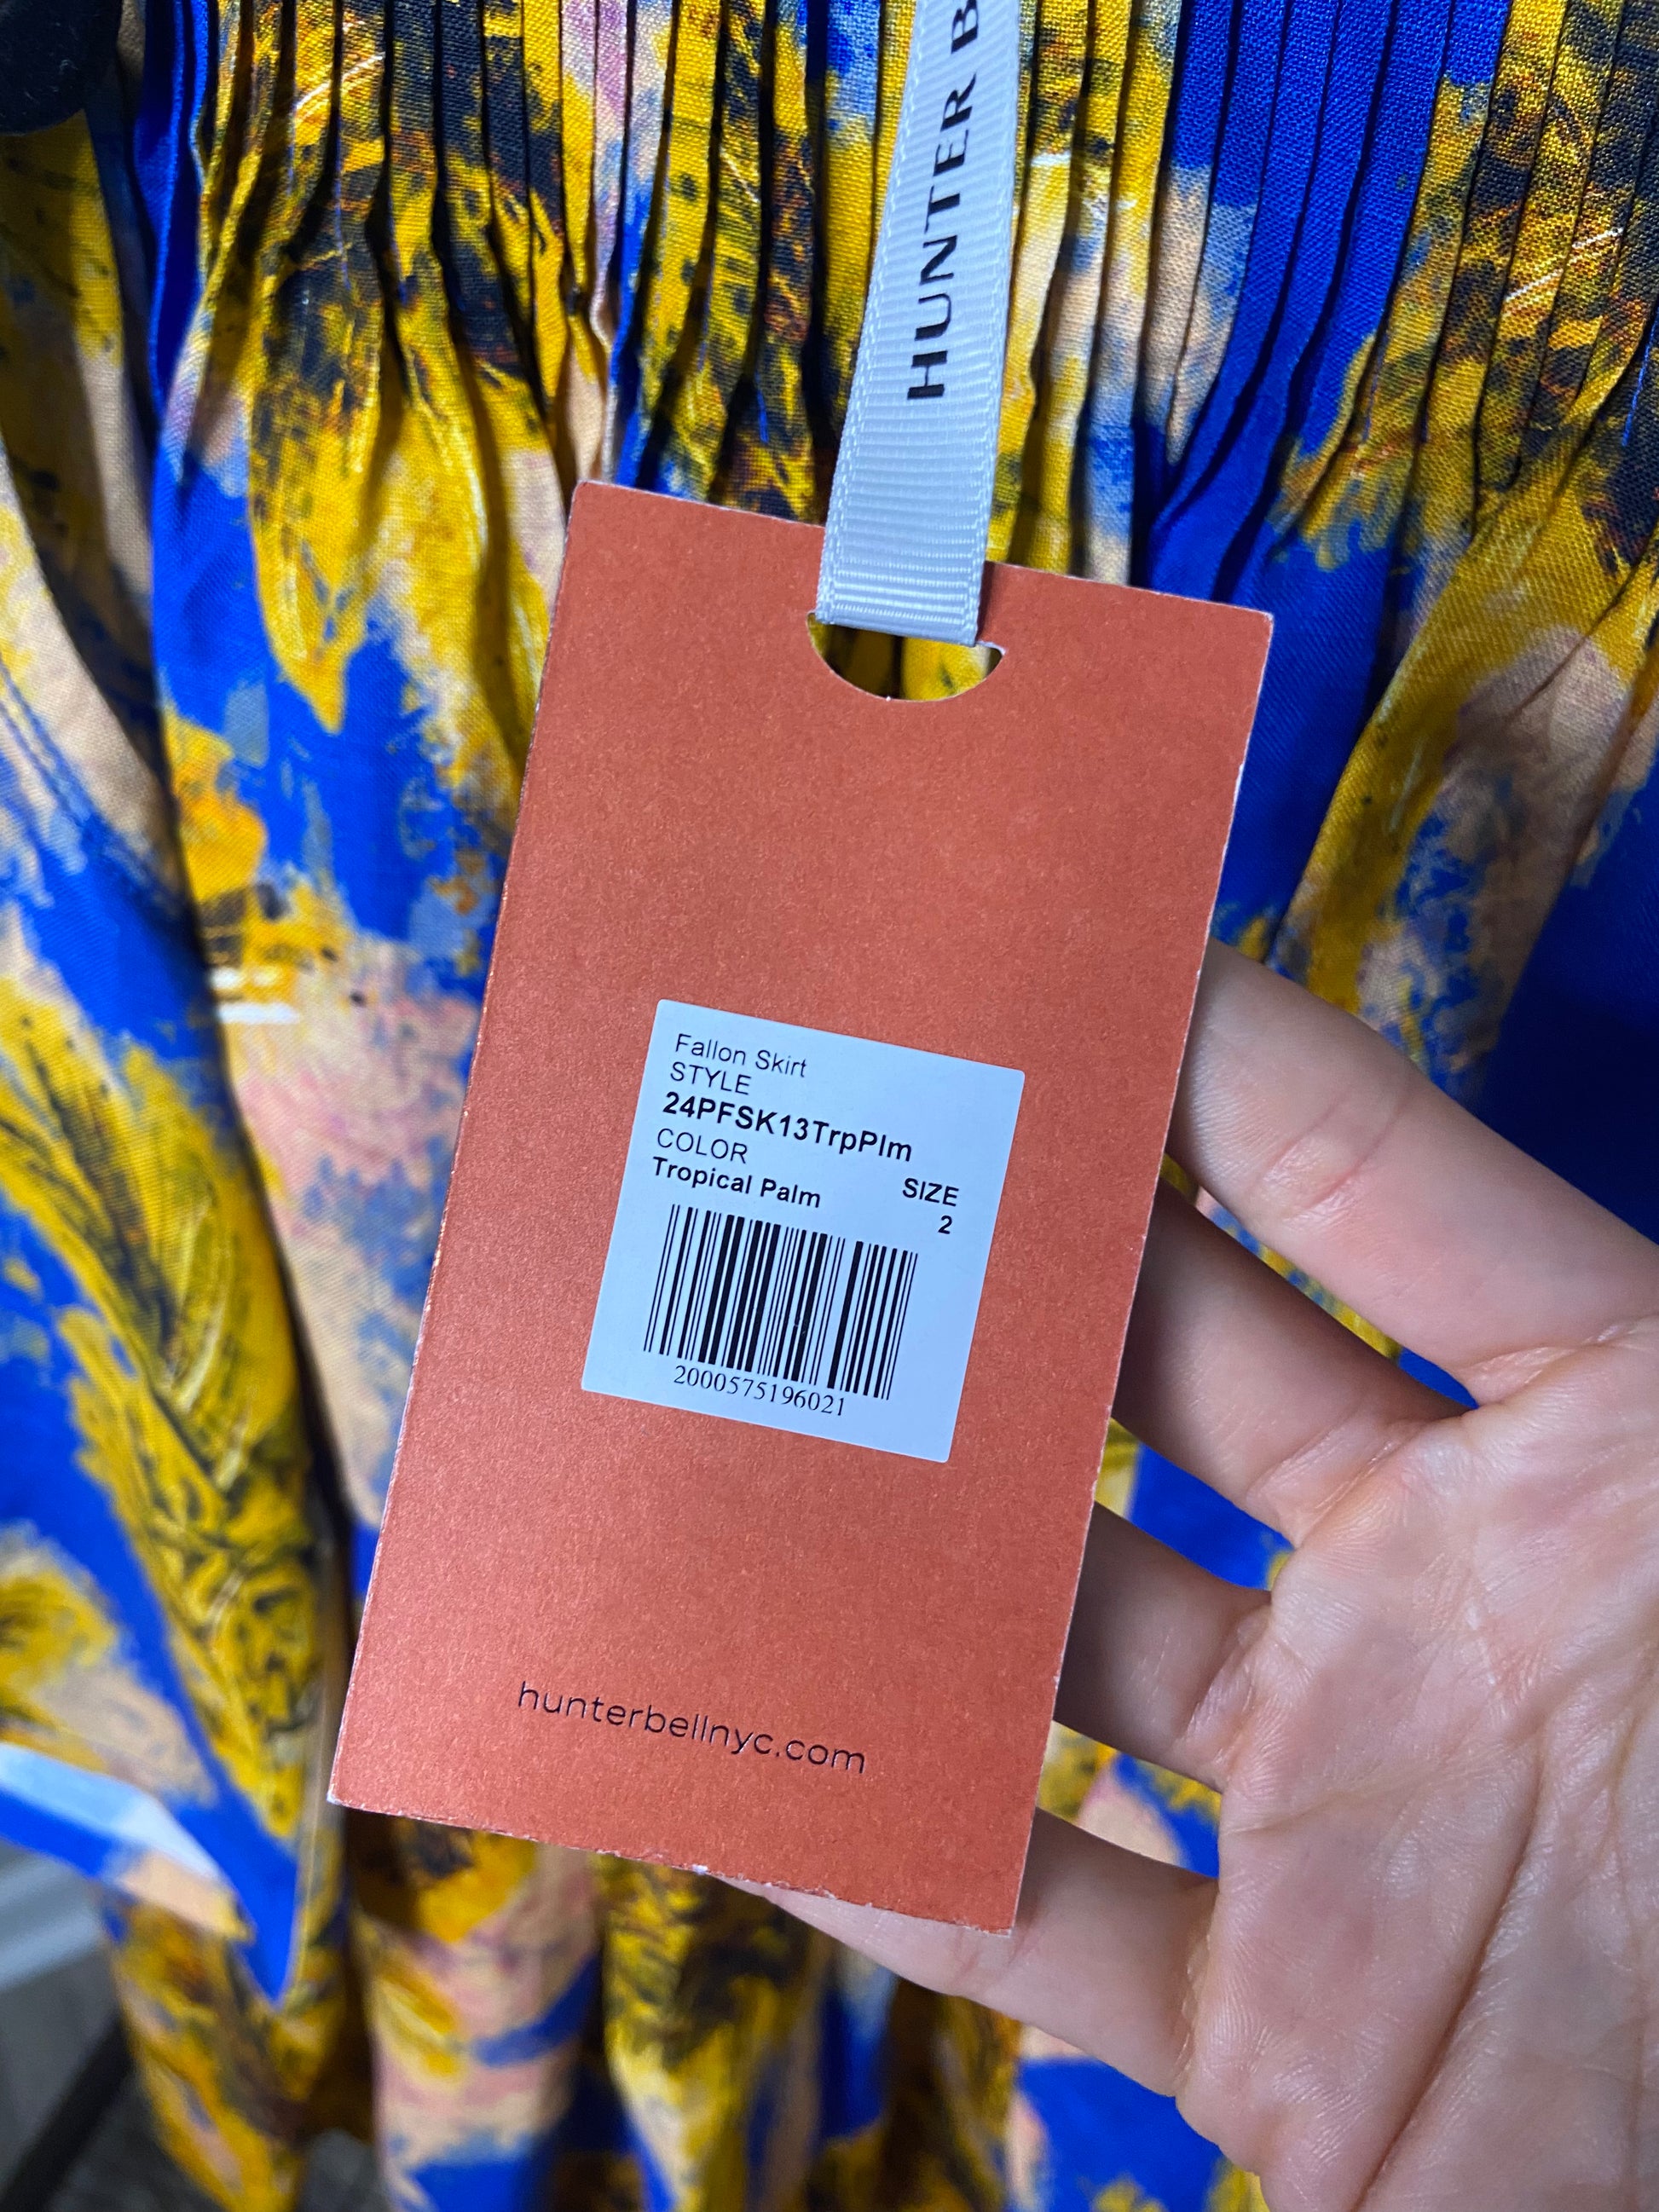 HUNTER B
Fallon Skirt
STYLE
24PFSK13TrpPlm
COLOR
Tropical Palm
SIZE
2
2000575196021
hunterbellnyc.com